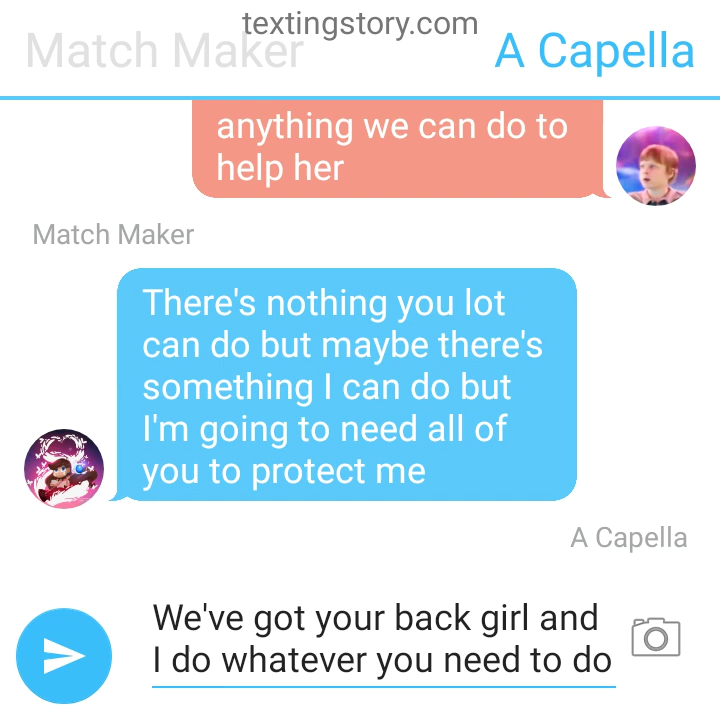 textingstory.com
Match Maker
A Capella
anything we can do to
help her
Match Maker
There's nothing you lot
can do but maybe there's
something I can do but
I'm going to need all of
you to protect me
A Capella
We've got your back girl and
I do whatever you need to do